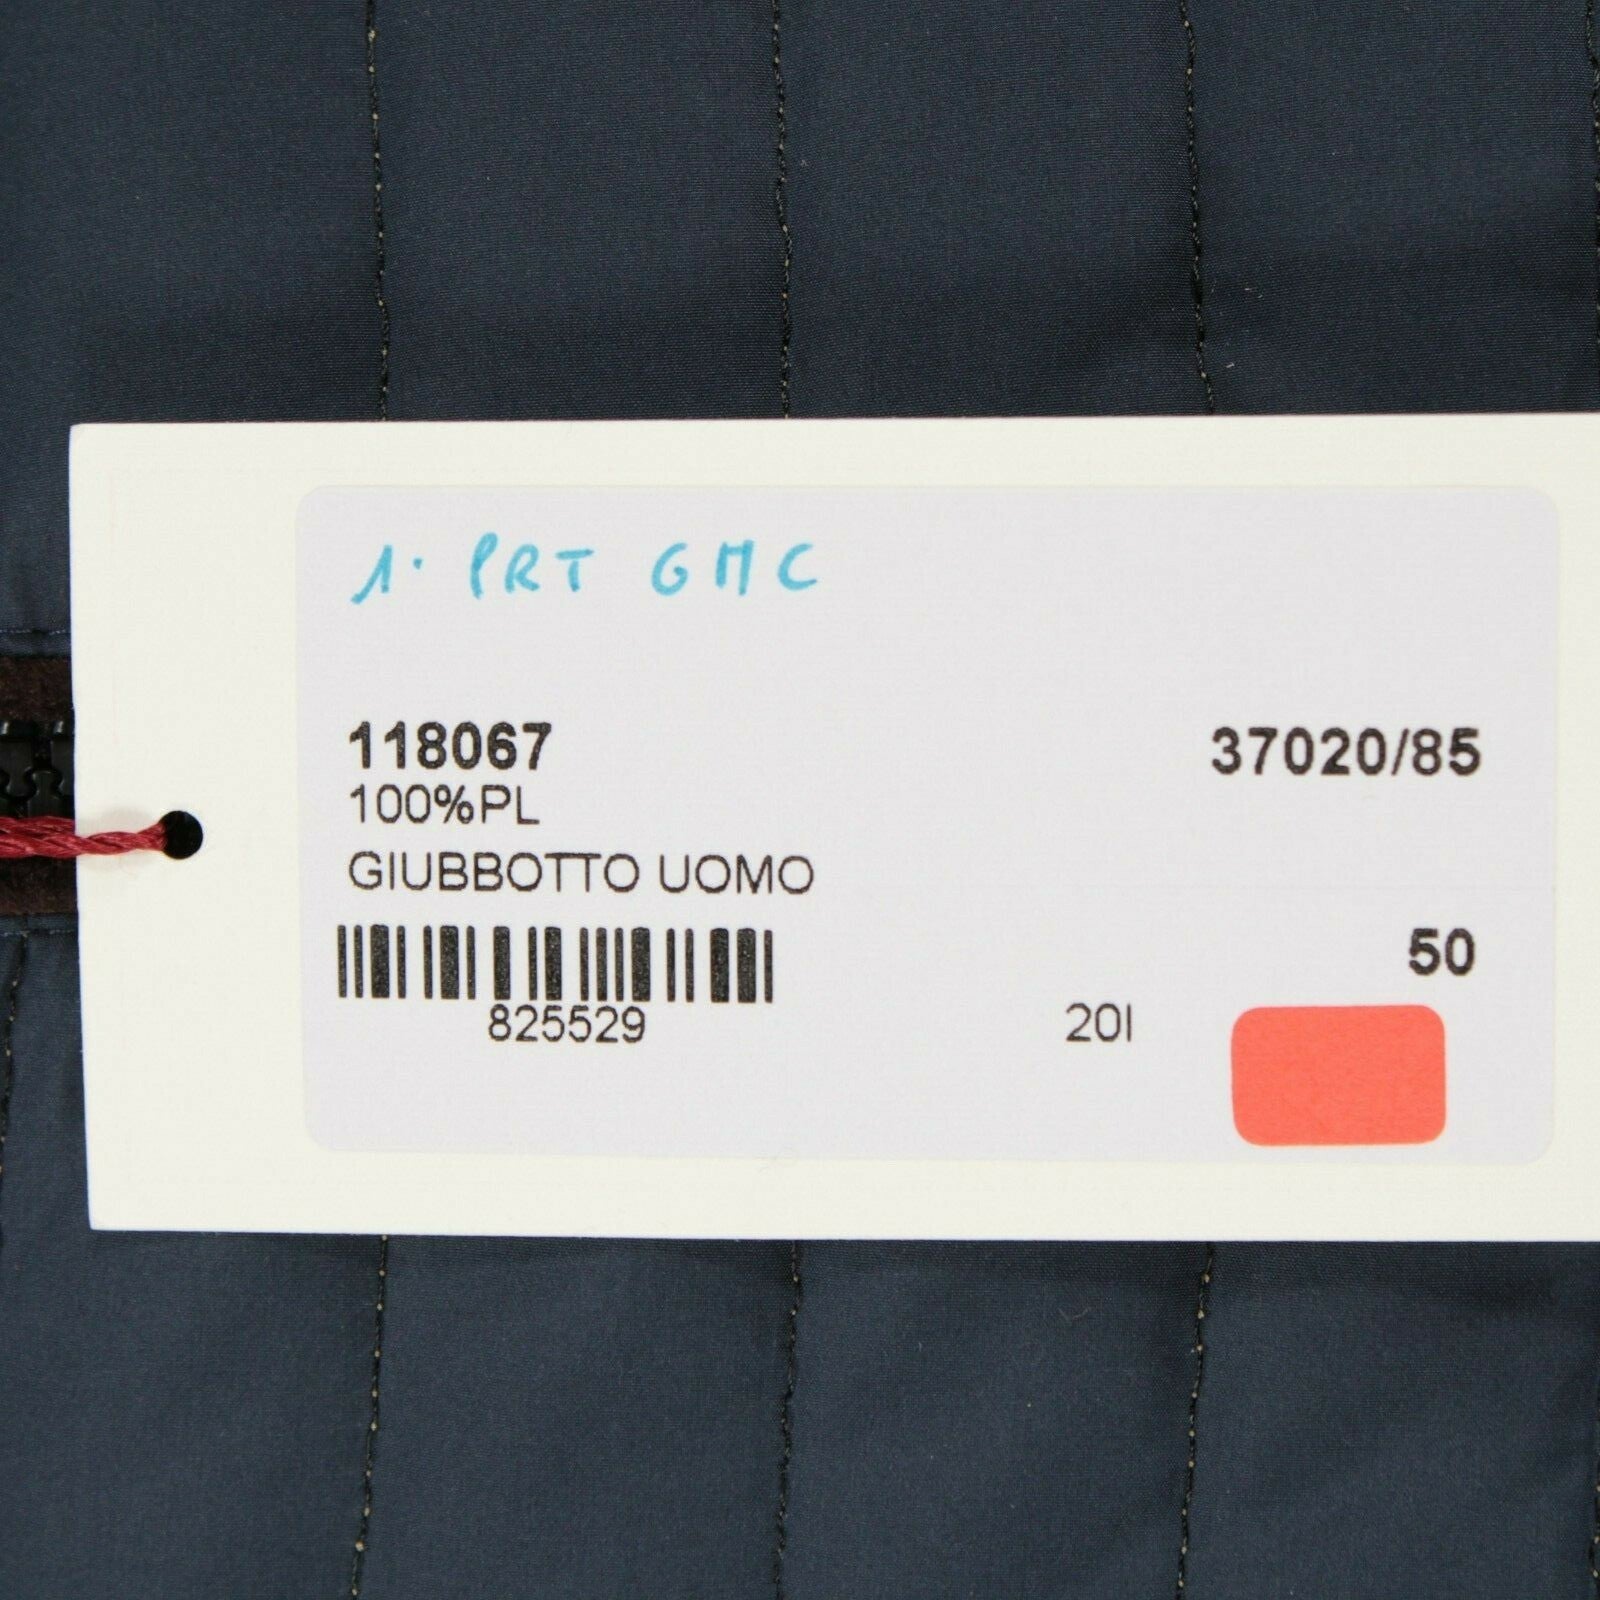 1. PRT GMC
118067 37020/85
100%PL
GIUBBOTTO UOMO
50
825529 20I